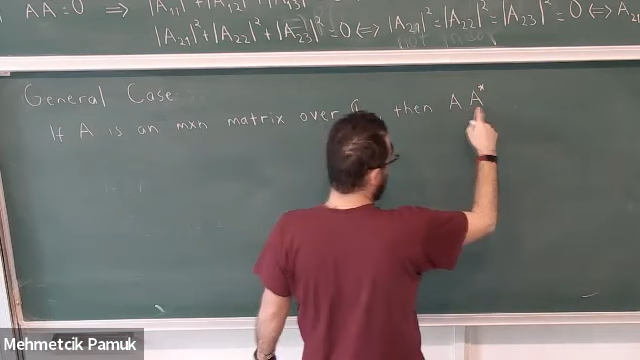 AA=0 ⇒ |A₁₁|²+|A₁₂|²+|A₁₃|²
|A₂₁|²+|A₂₂|²+|A₂₃|²=0 ⟺ |A₂₁|²=|A₂₂|²=|A₂₃|²=0 ⟺ A₂₁
General Case
If A is an mxn matrix over then A A*
Mehmetcik Pamuk